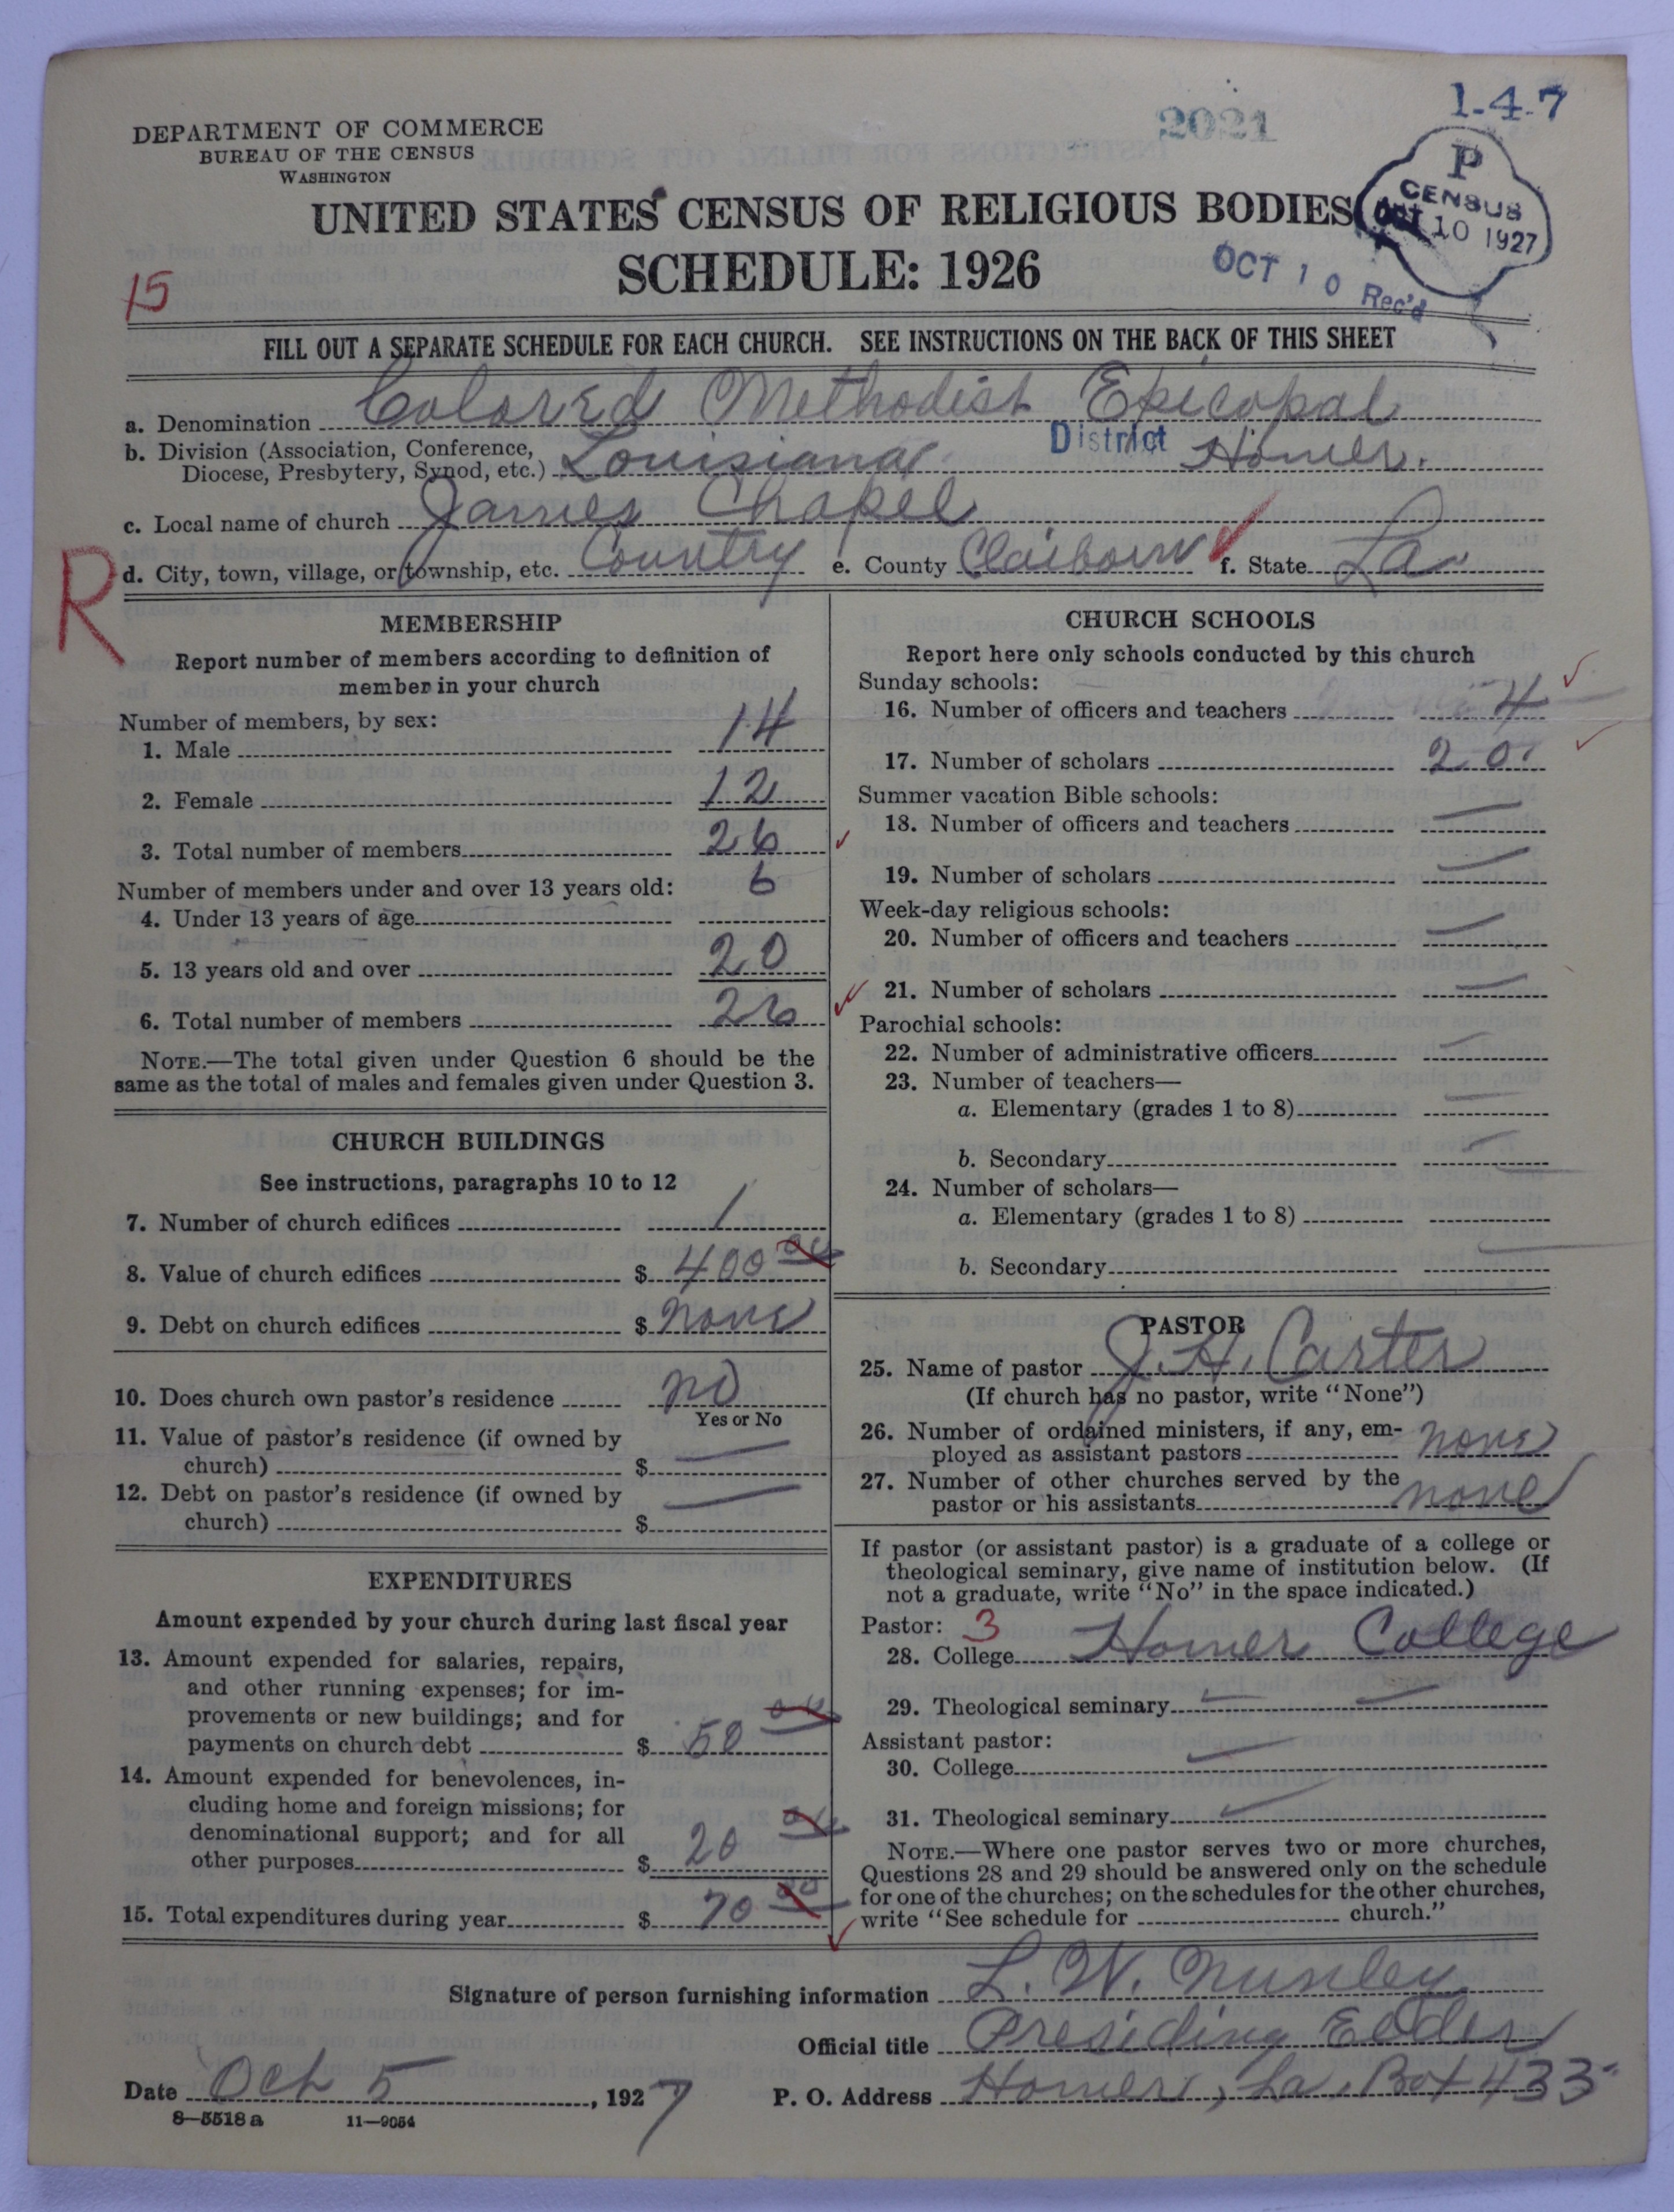 1-4-7
2021
DEPARTMENT OF COMMERCE
BUREAU OF THE CENSUS
WASHINGTON
P
CENSUS
OCT 10 1927
UNITED STATES CENSUS OF RELIGIOUS BODIES
SCHEDULE: 1926
OCT 10 Rec'd
15
FILL OUT A SEPARATE SCHEDULE FOR EACH CHURCH. SEE INSTRUCTIONS ON THE BACK OF THIS SHEET
a. Denomination Colored Methodist Epicopal
b. Division (Association, Conference,
Diocese, Presbytery, Synod, etc.) Louisiana District Homer.
c. Local name of church James Chapel
R
d. City, town, village, or township, etc. Country e. County Claiborn f. State La
MEMBERSHIP
Report number of members according to definition of
member in your church
Number of members, by sex:
1. Male 14
2. Female 12
3. Total number of members 26
Number of members under and over 13 years old:
4. Under 13 years of age 6
5. 13 years old and over 20
6. Total number of members 26
NOTE.—The total given under Question 6 should be the
same as the total of males and females given under Question 3.
CHURCH BUILDINGS
See instructions, paragraphs 10 to 12
7. Number of church edifices 1
8. Value of church edifices $ 400 00
9. Debt on church edifices $ none
10. Does church own pastor's residence no
Yes or No
11. Value of pastor's residence (if owned by
church) $ —
12. Debt on pastor's residence (if owned by
church) $ —
EXPENDITURES
Amount expended by your church during last fiscal year
13. Amount expended for salaries, repairs,
and other running expenses; for im-
provements or new buildings; and for
payments on church debt $ 50 00
14. Amount expended for benevolences, in-
cluding home and foreign missions; for
denominational support; and for all
other purposes $ 20 00
15. Total expenditures during year $ 70 00
CHURCH SCHOOLS
Report here only schools conducted by this church
Sunday schools:
16. Number of officers and teachers 4
17. Number of scholars 20.
Summer vacation Bible schools:
18. Number of officers and teachers —
19. Number of scholars —
Week-day religious schools:
20. Number of officers and teachers —
21. Number of scholars —
Parochial schools:
22. Number of administrative officers —
23. Number of teachers—
a. Elementary (grades 1 to 8) —
b. Secondary —
24. Number of scholars—
a. Elementary (grades 1 to 8) —
b. Secondary —
PASTOR
25. Name of pastor J. H. Carter
(If church has no pastor, write "None")
26. Number of ordained ministers, if any, em-
ployed as assistant pastors none
27. Number of other churches served by the
pastor or his assistants none
If pastor (or assistant pastor) is a graduate of a college or
theological seminary, give name of institution below. (If
not a graduate, write "No" in the space indicated.)
Pastor: 3
28. College Homer College
29. Theological seminary — —
Assistant pastor:
30. College —
31. Theological seminary —
NOTE.—Where one pastor serves two or more churches,
Questions 28 and 29 should be answered only on the schedule
for one of the churches; on the schedules for the other churches,
write "See schedule for church."
Signature of person furnishing information L. W. Nunley
Official title Presiding Elder
Date Oct 5, 1927 P. O. Address Homer, La. Box 433
8—5518a 11—9054